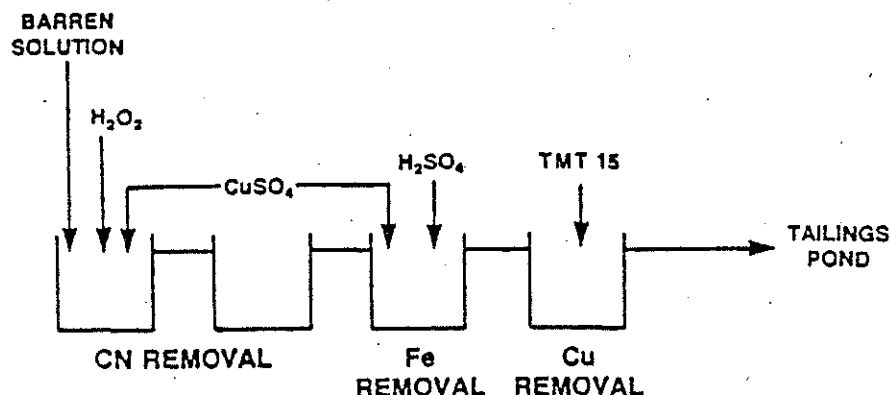 BARREN
SOLUTION
H₂O₂
CuSO₄
H₂SO₄
TMT 15
TAILINGS
POND
CN REMOVAL
Fe
REMOVAL
Cu
REMOVAL